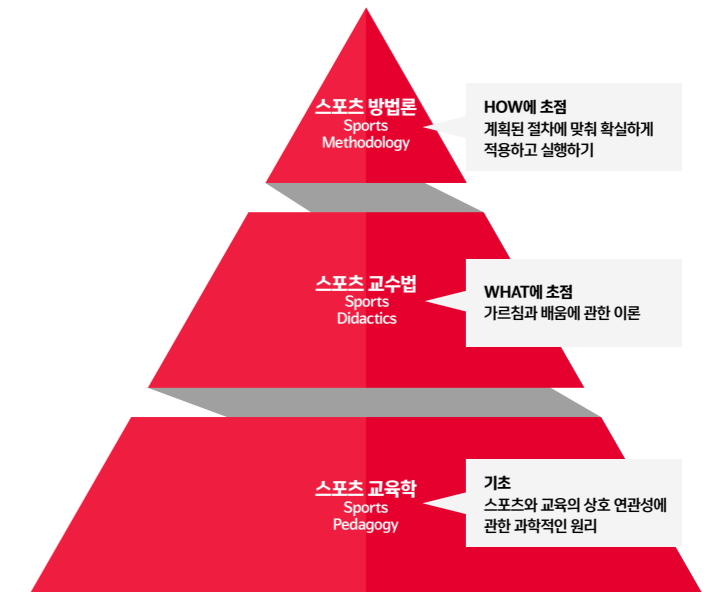 스포츠 방법론
Sports
Methodology
HOW에 초점
계획된 절차에 맞춰 확실하게
적용하고 실행하기
스포츠 교수법
Sports
Didactics
WHAT에 초점
가르침과 배움에 관한 이론
스포츠 교육학
Sports
Pedagogy
기초
스포츠와 교육의 상호 연관성에
관한 과학적인 원리